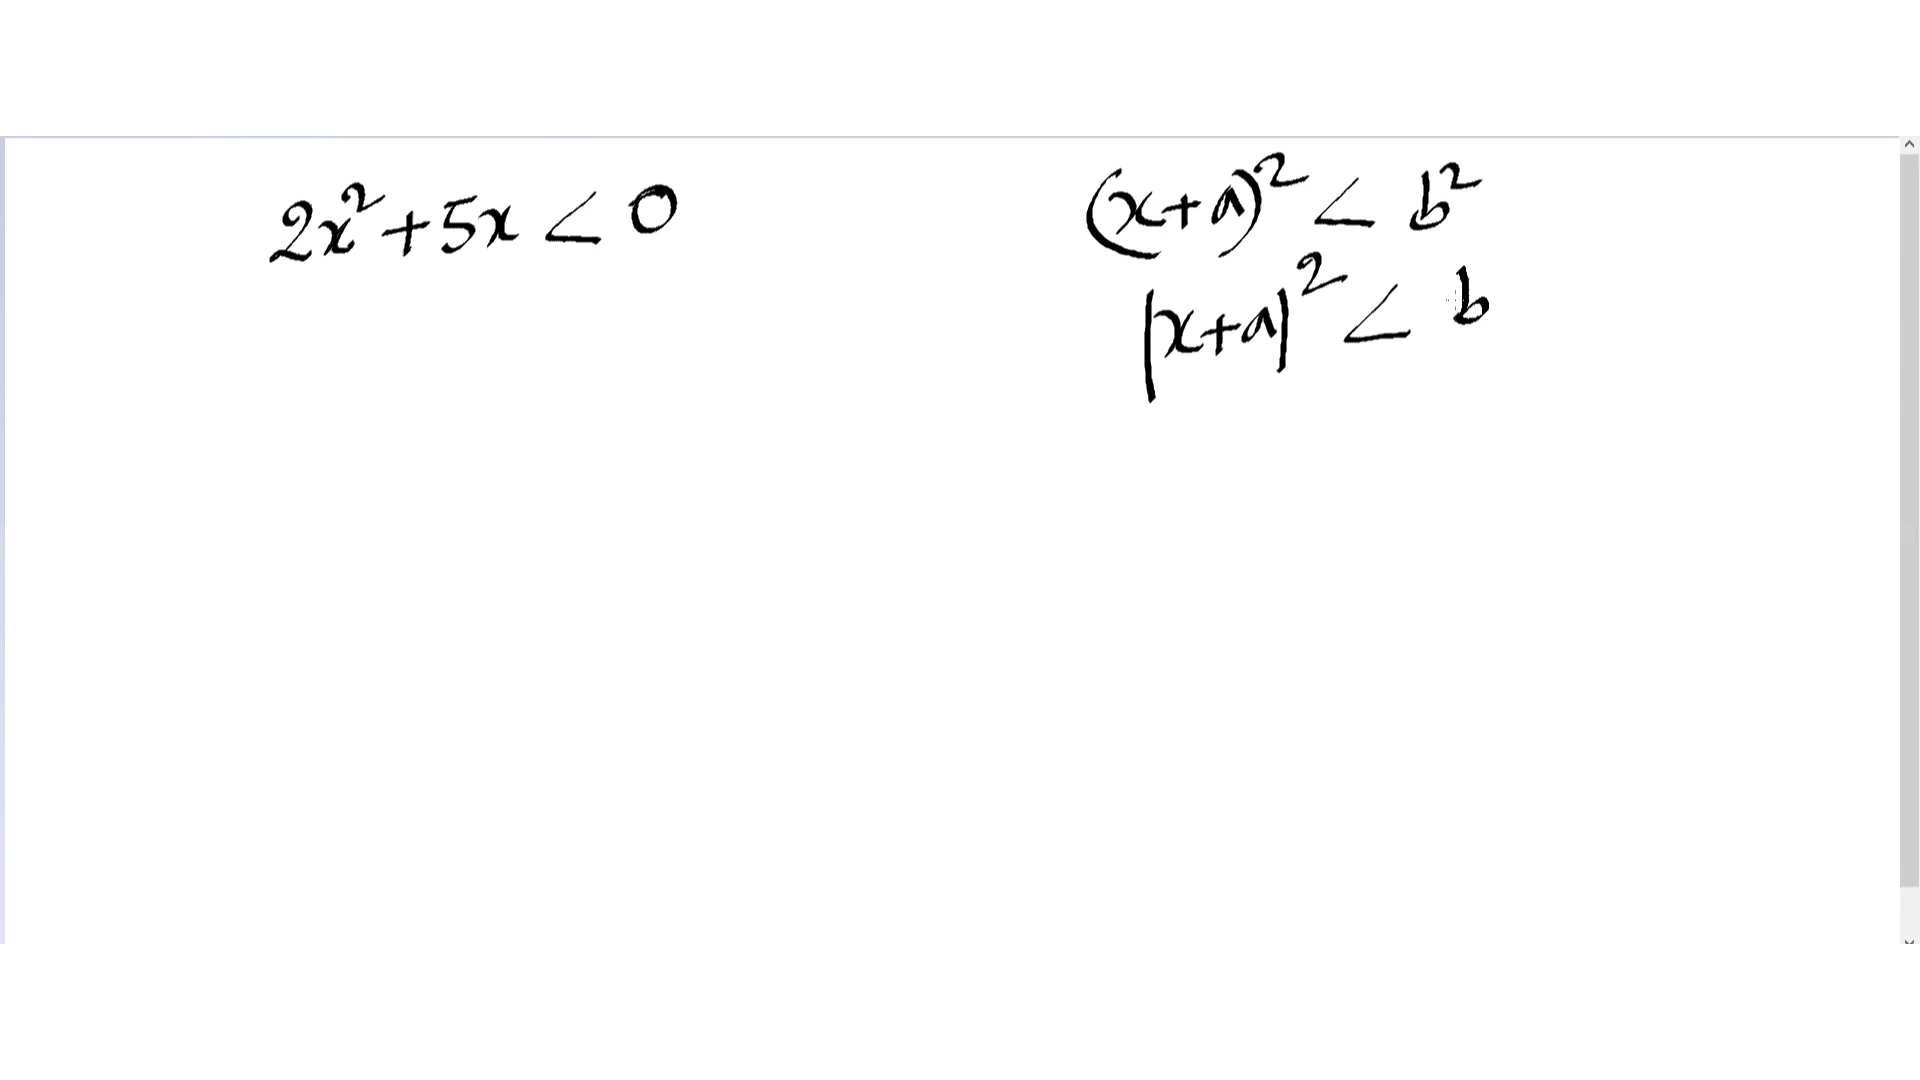 2x²+5x < 0
(x+a)² < b²
|x+a|² < b